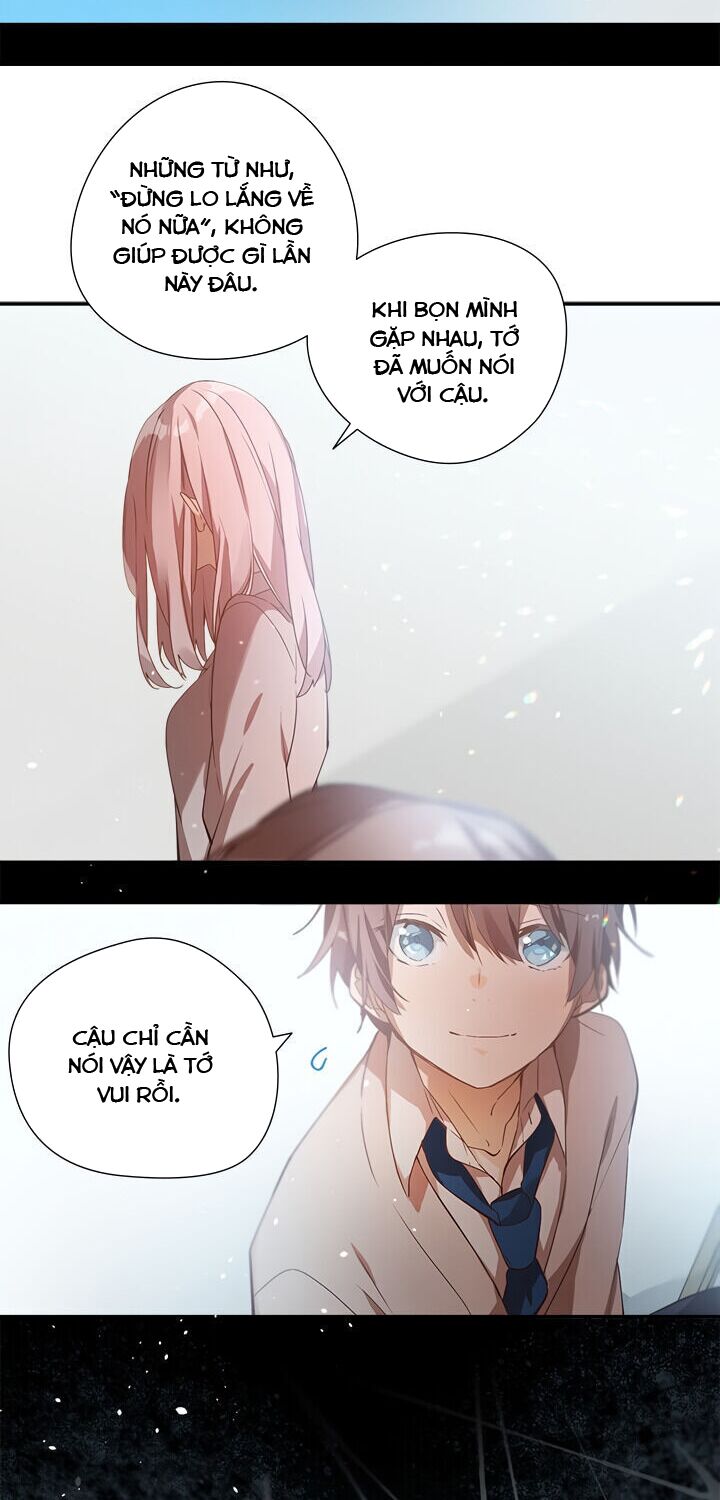 NHỮNG TỪ NHƯ,
“ĐỪNG LO LẮNG VỀ
NÓ NỮA”, KHÔNG
GIÚP ĐƯỢC GÌ LẦN
NÀY ĐÂU.
KHI BỌN MÌNH
GẶP NHAU, TỚ
ĐÃ MUỐN NÓI
VỚI CẬU.
CẬU CHỈ CẦN
NÓI VẬY LÀ TỚ
VUI RỒI.